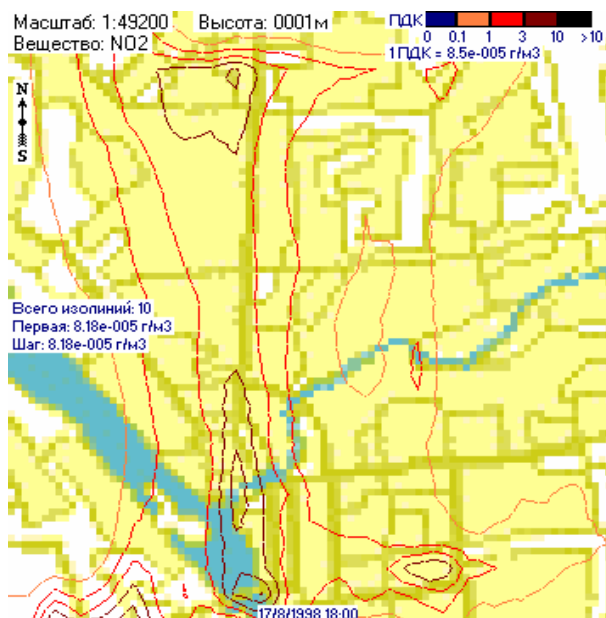 Масштаб: 1:49200 Высота: 0001м
Вещество: NO2
ПДК
0 0.1 1 3 10 >10
1 ПДК = 8.5e-005 г/м3
N
S
Всего изолиний: 10
Первая: 8.18e-005 г/м3
Шаг: 8.18e-005 г/м3
17/8/1998 18:00